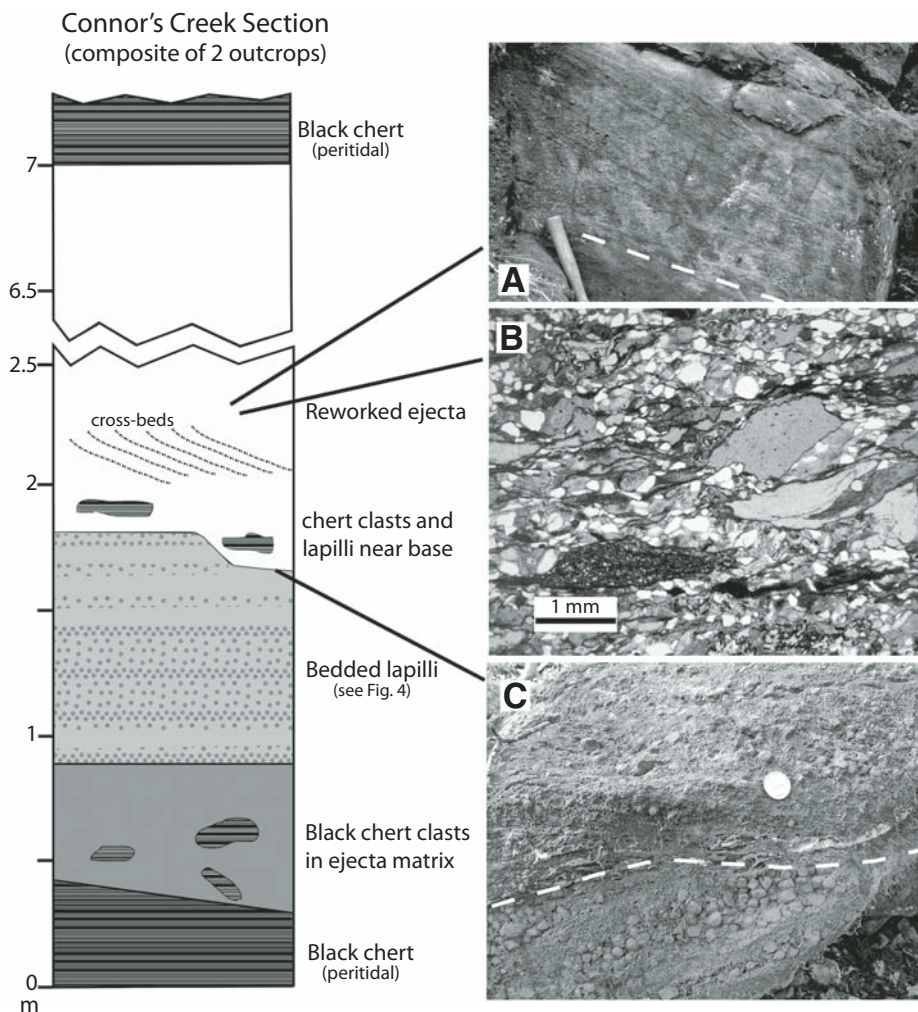 Connor's Creek Section
(composite of 2 outcrops)
Black chert
(peritidal)
7
6.5
2.5
cross-beds
Reworked ejecta
2
chert clasts and
lapilli near base
Bedded lapilli
(see Fig. 4)
1
Black chert clasts
in ejecta matrix
Black chert
(peritidal)
0
m
A
B
1 mm
C